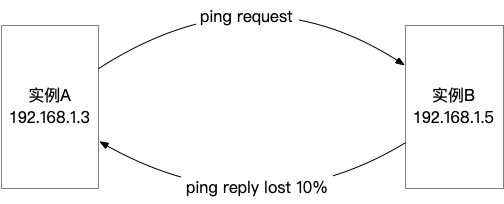 ping request
实例A
192.168.1.3
实例B
192.168.1.5
ping reply lost 10%